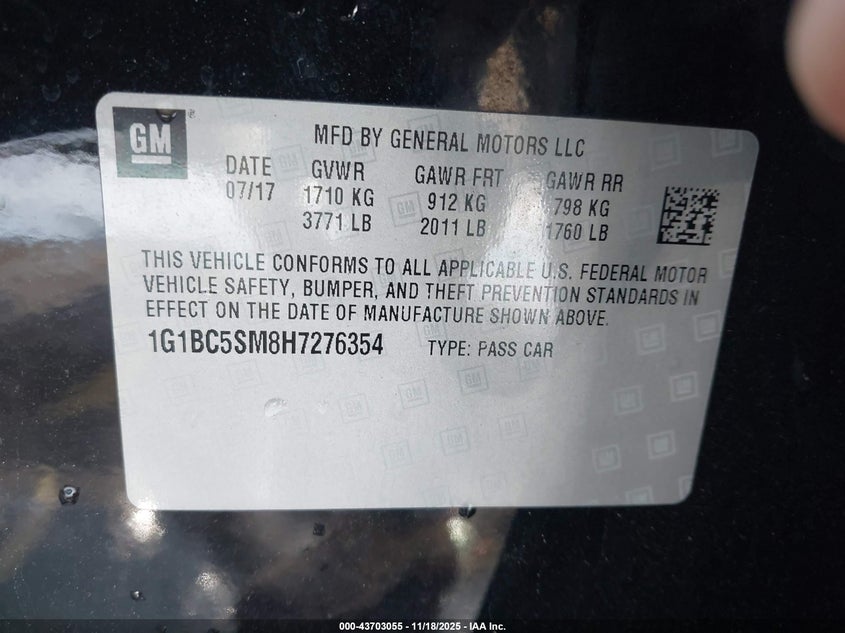 GM
MFD BY GENERAL MOTORS LLC
DATE GVWR GAWR FRT GAWR RR
07/17 1710 KG 912 KG 798 KG
3771 LB 2011 LB 1760 LB
THIS VEHICLE CONFORMS TO ALL APPLICABLE U.S. FEDERAL MOTOR
VEHICLE SAFETY, BUMPER, AND THEFT PREVENTION STANDARDS IN
EFFECT ON THE DATE OF MANUFACTURE SHOWN ABOVE.
1G1BC5SM8H7276354 TYPE: PASS CAR
000-43703055 - 11/18/2025 - IAA Inc.